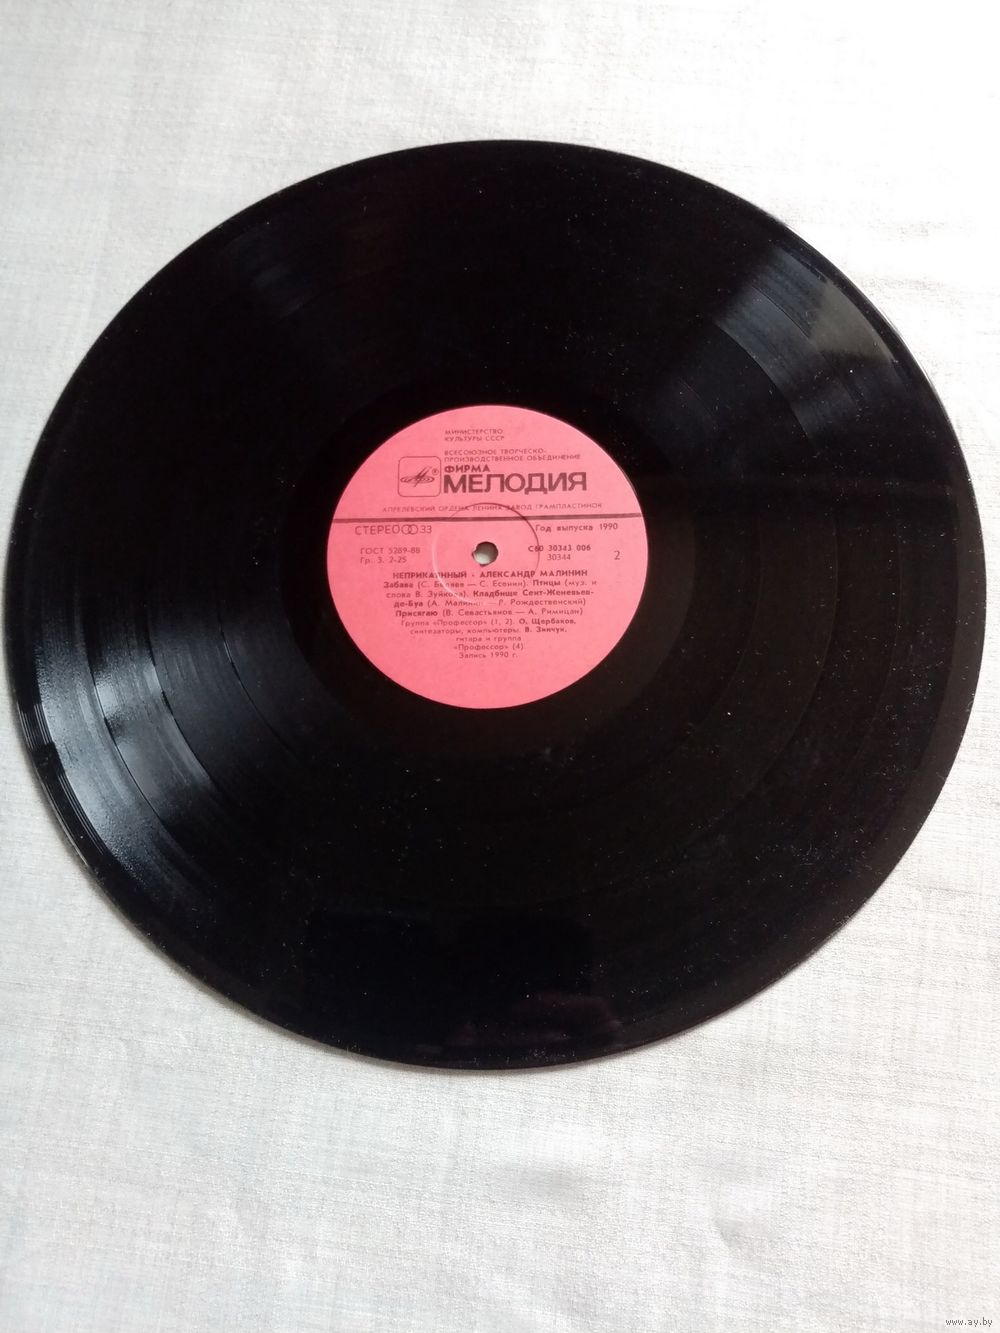 МИНИСТЕРСТВО
КУЛЬТУРЫ СССР
ВСЕСОЮЗНОЕ ТВОРЧЕСКО-
ПРОИЗВОДСТВЕННОЕ ОБЪЕДИНЕНИЕ
ФИРМА
МЕЛОДИЯ
АПРЕЛЕВСКИЙ ОРДЕНА ЛЕНИНА ЗАВОД ГРАМПЛАСТИНОК
СТЕРЕО 33 Год выпуска 1990
ГОСТ 5289-88 С60 30343 006
Гр. 3. 2-25 30344 2
НЕПРИКАЯННЫЙ - АЛЕКСАНДР МАЛИНИН
Забава (С. Беляев — С. Есенин). Птицы (муз. и
слова В. Зуйкова). Кладбище Сент-Женевьев-
де-Буа (А. Малинин — Р. Рождественский)
Присягаю (В. Севастьянов — А. Римицан)
Группа «Профессор» (1, 2). О. Щербаков,
синтезаторы, компьютеры. В. Зинчук,
гитара и группа
«Профессор» (4)
Запись 1990 г.
www.ay.by